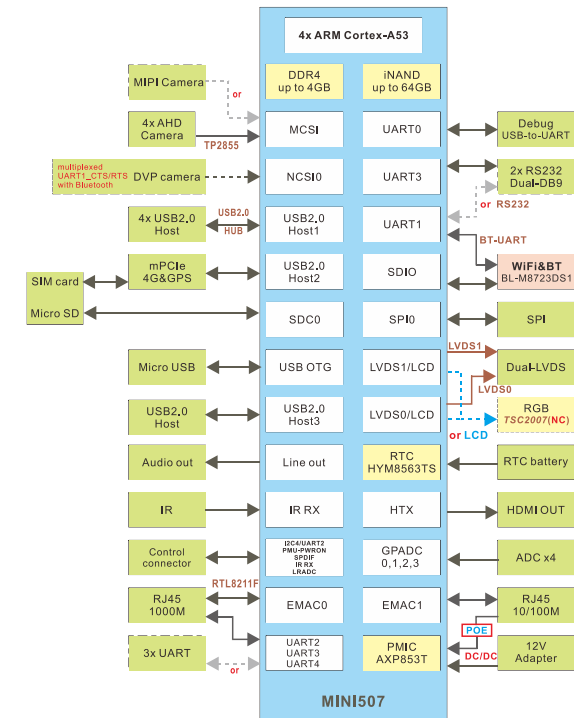 4x ARM Cortex-A53
DDR4
up to 4GB
iNAND
up to 64GB
MIPI Camera
or
4x AHD
Camera
TP2855
MCSI
UART0
Debug
USB-to-UART
multiplexed
UART1_CTS/RTS
with Bluetooth
DVP camera
NCSI0
UART3
2x RS232
Dual-DB9
or RS232
4x USB2.0
Host
USB2.0
HUB
USB2.0
Host1
UART1
BT-UART
mPCIe
4G&GPS
USB2.0
Host2
SDIO
WiFi&BT
BL-M8723DS1
SIM card
Micro SD
SDC0
SPI0
SPI
LVDS1
Micro USB
USB OTG
LVDS1/LCD
Dual-LVDS
LVDS0
USB2.0
Host
USB2.0
Host3
LVDS0/LCD
RGB
TSC2007(NC)
or LCD
Audio out
Line out
RTC
HYM8563TS
RTC battery
IR
IR RX
HTX
HDMI OUT
Control
connector
I2C4/UART2
PMU-PWRON
SPDIF
IR RX
LRADC
GPADC
0,1,2,3
ADC x4
RTL8211F
RJ45
1000M
EMAC0
EMAC1
RJ45
10/100M
POE
3x UART
or
UART2
UART3
UART4
PMIC
AXP853T
DC/DC
12V
Adapter
MINI507